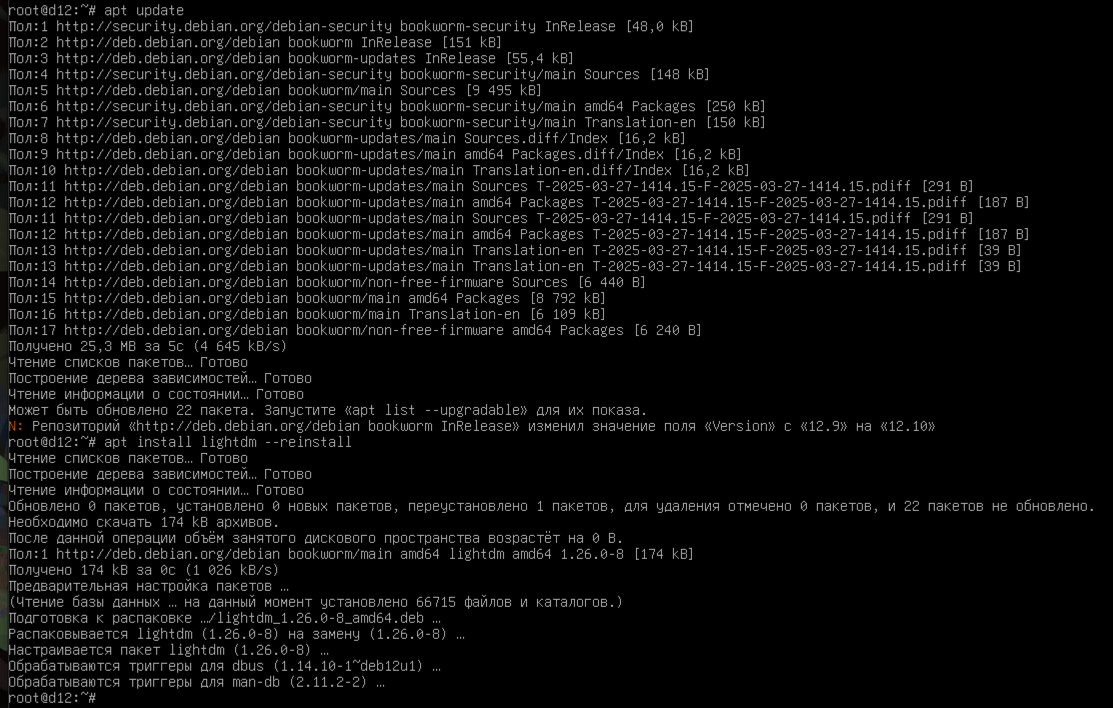 root@d12:~# apt update
Пол:1 http://security.debian.org/debian-security bookworm-security InRelease [48,0 kB]
Пол:2 http://deb.debian.org/debian bookworm InRelease [151 kB]
Пол:3 http://deb.debian.org/debian bookworm-updates InRelease [55,4 kB]
Пол:4 http://security.debian.org/debian-security bookworm-security/main Sources [148 kB]
Пол:5 http://deb.debian.org/debian bookworm/main Sources [9 495 kB]
Пол:6 http://security.debian.org/debian-security bookworm-security/main amd64 Packages [250 kB]
Пол:7 http://security.debian.org/debian-security bookworm-security/main Translation-en [150 kB]
Пол:8 http://deb.debian.org/debian bookworm-updates/main Sources.diff/Index [16,2 kB]
Пол:9 http://deb.debian.org/debian bookworm-updates/main amd64 Packages.diff/Index [16,2 kB]
Пол:10 http://deb.debian.org/debian bookworm-updates/main Translation-en.diff/Index [16,2 kB]
Пол:11 http://deb.debian.org/debian bookworm-updates/main Sources T-2025-03-27-1414.15-F-2025-03-27-1414.15.pdiff [291 B]
Пол:12 http://deb.debian.org/debian bookworm-updates/main amd64 Packages T-2025-03-27-1414.15-F-2025-03-27-1414.15.pdiff [187 B]
Пол:11 http://deb.debian.org/debian bookworm-updates/main Sources T-2025-03-27-1414.15-F-2025-03-27-1414.15.pdiff [291 B]
Пол:12 http://deb.debian.org/debian bookworm-updates/main amd64 Packages T-2025-03-27-1414.15-F-2025-03-27-1414.15.pdiff [187 B]
Пол:13 http://deb.debian.org/debian bookworm-updates/main Translation-en T-2025-03-27-1414.15-F-2025-03-27-1414.15.pdiff [39 B]
Пол:13 http://deb.debian.org/debian bookworm-updates/main Translation-en T-2025-03-27-1414.15-F-2025-03-27-1414.15.pdiff [39 B]
Пол:14 http://deb.debian.org/debian bookworm/non-free-firmware Sources [6 440 B]
Пол:15 http://deb.debian.org/debian bookworm/main amd64 Packages [8 792 kB]
Пол:16 http://deb.debian.org/debian bookworm/main Translation-en [6 109 kB]
Пол:17 http://deb.debian.org/debian bookworm/non-free-firmware amd64 Packages [6 240 B]
Получено 25,3 MB за 5с (4 645 kB/s)
Чтение списков пакетов… Готово
Построение дерева зависимостей… Готово
Чтение информации о состоянии… Готово
Может быть обновлено 22 пакета. Запустите «apt list --upgradable» для их показа.
N: Репозиторий «http://deb.debian.org/debian bookworm InRelease» изменил значение поля «Version» с «12.9» на «12.10»
root@d12:~# apt install lightdm --reinstall
Чтение списков пакетов… Готово
Построение дерева зависимостей… Готово
Чтение информации о состоянии… Готово
Обновлено 0 пакетов, установлено 0 новых пакетов, переустановлено 1 пакетов, для удаления отмечено 0 пакетов, и 22 пакетов не обновлено.
Необходимо скачать 174 kB архивов.
После данной операции объём занятого дискового пространства возрастёт на 0 B.
Пол:1 http://deb.debian.org/debian bookworm/main amd64 lightdm amd64 1.26.0-8 [174 kB]
Получено 174 kB за 0с (1 026 kB/s)
Предварительная настройка пакетов …
(Чтение базы данных … на данный момент установлено 66715 файлов и каталогов.)
Подготовка к распаковке …/lightdm_1.26.0-8_amd64.deb …
Распаковывается lightdm (1.26.0-8) на замену (1.26.0-8) …
Настраивается пакет lightdm (1.26.0-8) …
Обрабатываются триггеры для dbus (1.14.10-1~deb12u1) …
Обрабатываются триггеры для man-db (2.11.2-2) …
root@d12:~#